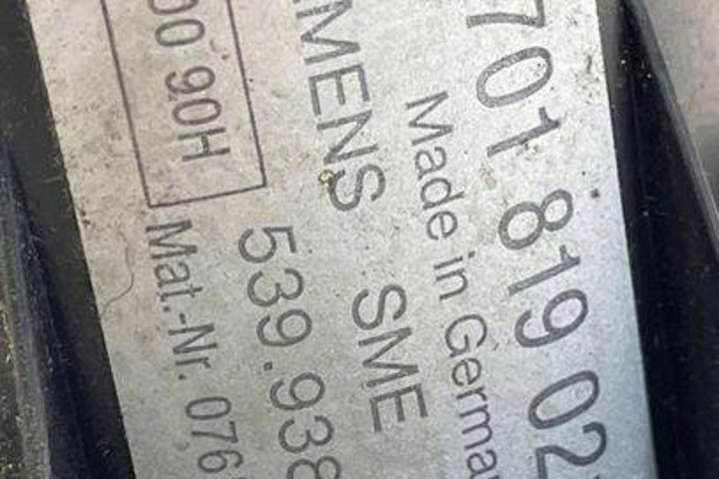 701 819 02
Made in Germa
MENS SME
539.938
00 90H
Mat.-Nr. 076